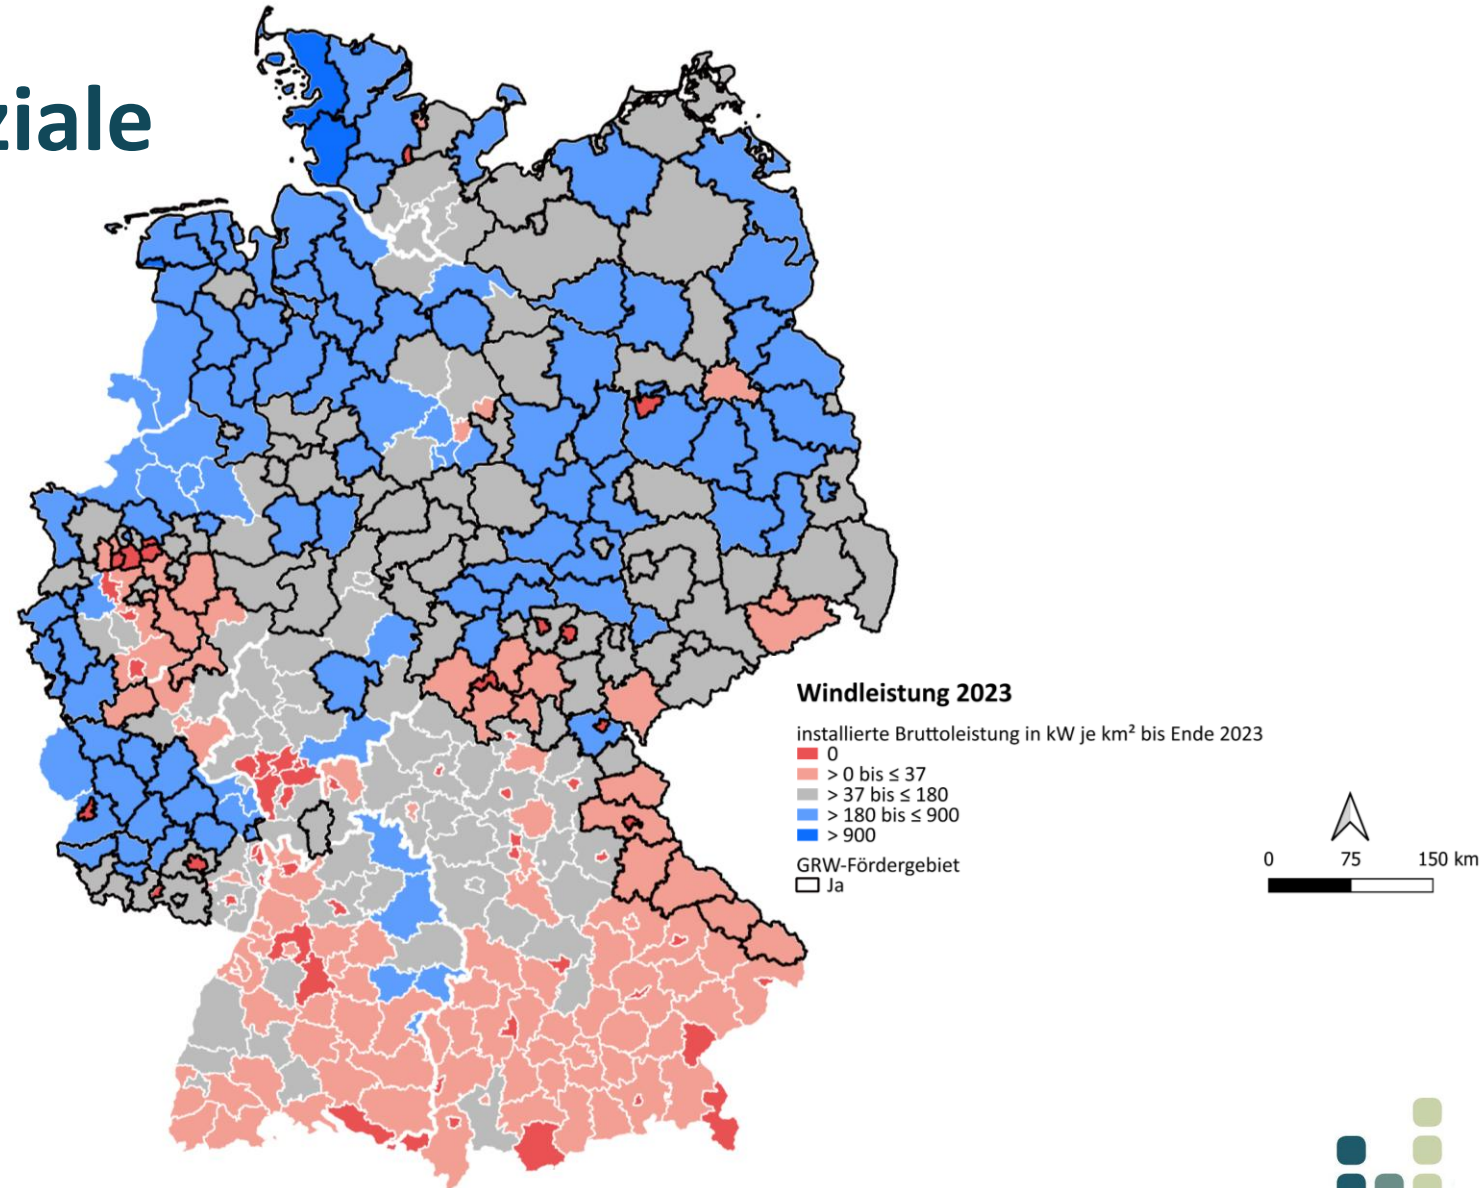 ziale
Windleistung 2023
installierte Bruttoleistung in kW je km² bis Ende 2023
0
> 0 bis ≤ 37
> 37 bis ≤ 180
> 180 bis ≤ 900
> 900
GRW-Fördergebiet
Ja
0 75 150 km